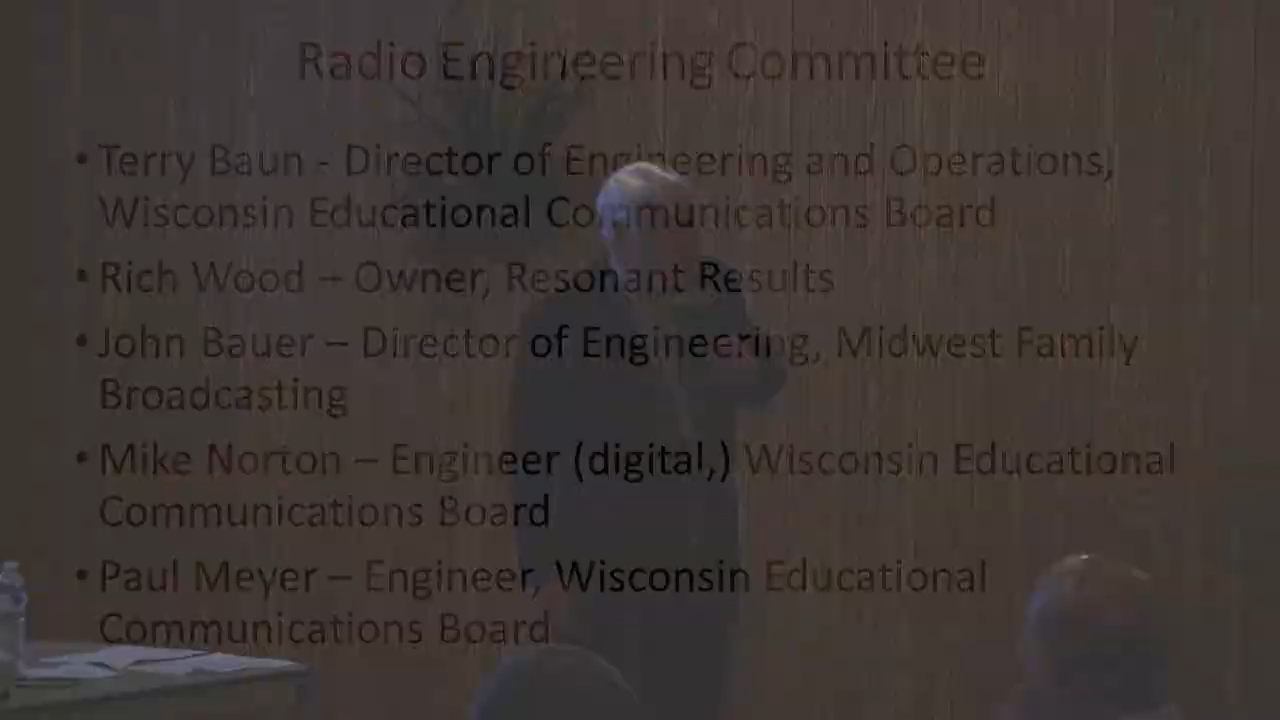 Radio Engineering Committee
• Terry Baun - Director of Engineering and Operations,
Wisconsin Educational Communications Board
• Rich Wood – Owner, Resonant Results
• John Bauer – Director of Engineering, Midwest Family
Broadcasting
• Mike Norton – Engineer (digital,) Wisconsin Educational
Communications Board
• Paul Meyer – Engineer, Wisconsin Educational
Communications Board